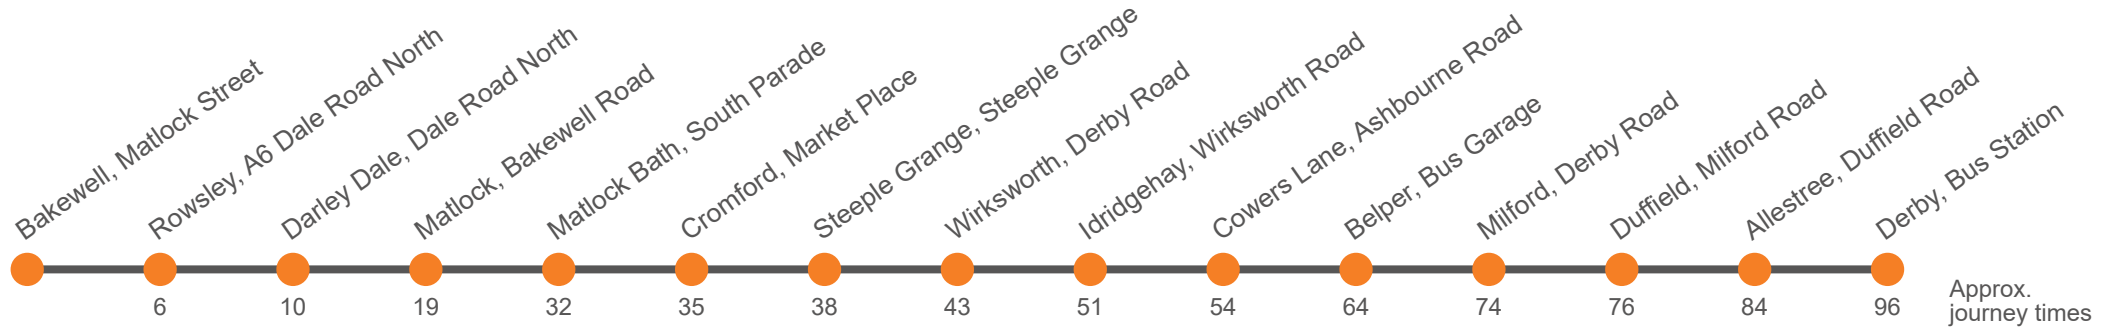 Bakewell, Matlock Street
Rowsley, A6 Dale Road North
Darley Dale, Dale Road North
Matlock, Bakewell Road
Matlock Bath, South Parade
Cromford, Market Place
Steeple Grange, Steeple Grange
Wirksworth, Derby Road
Idridgehay, Wirksworth Road
Cowers Lane, Ashbourne Road
Belper, Bus Garage
Milford, Derby Road
Duffield, Milford Road
Allestree, Duffield Road
Derby, Bus Station
6 10 19 32 35 38 43 51 54 64 74 76 84 96
Approx.
journey times